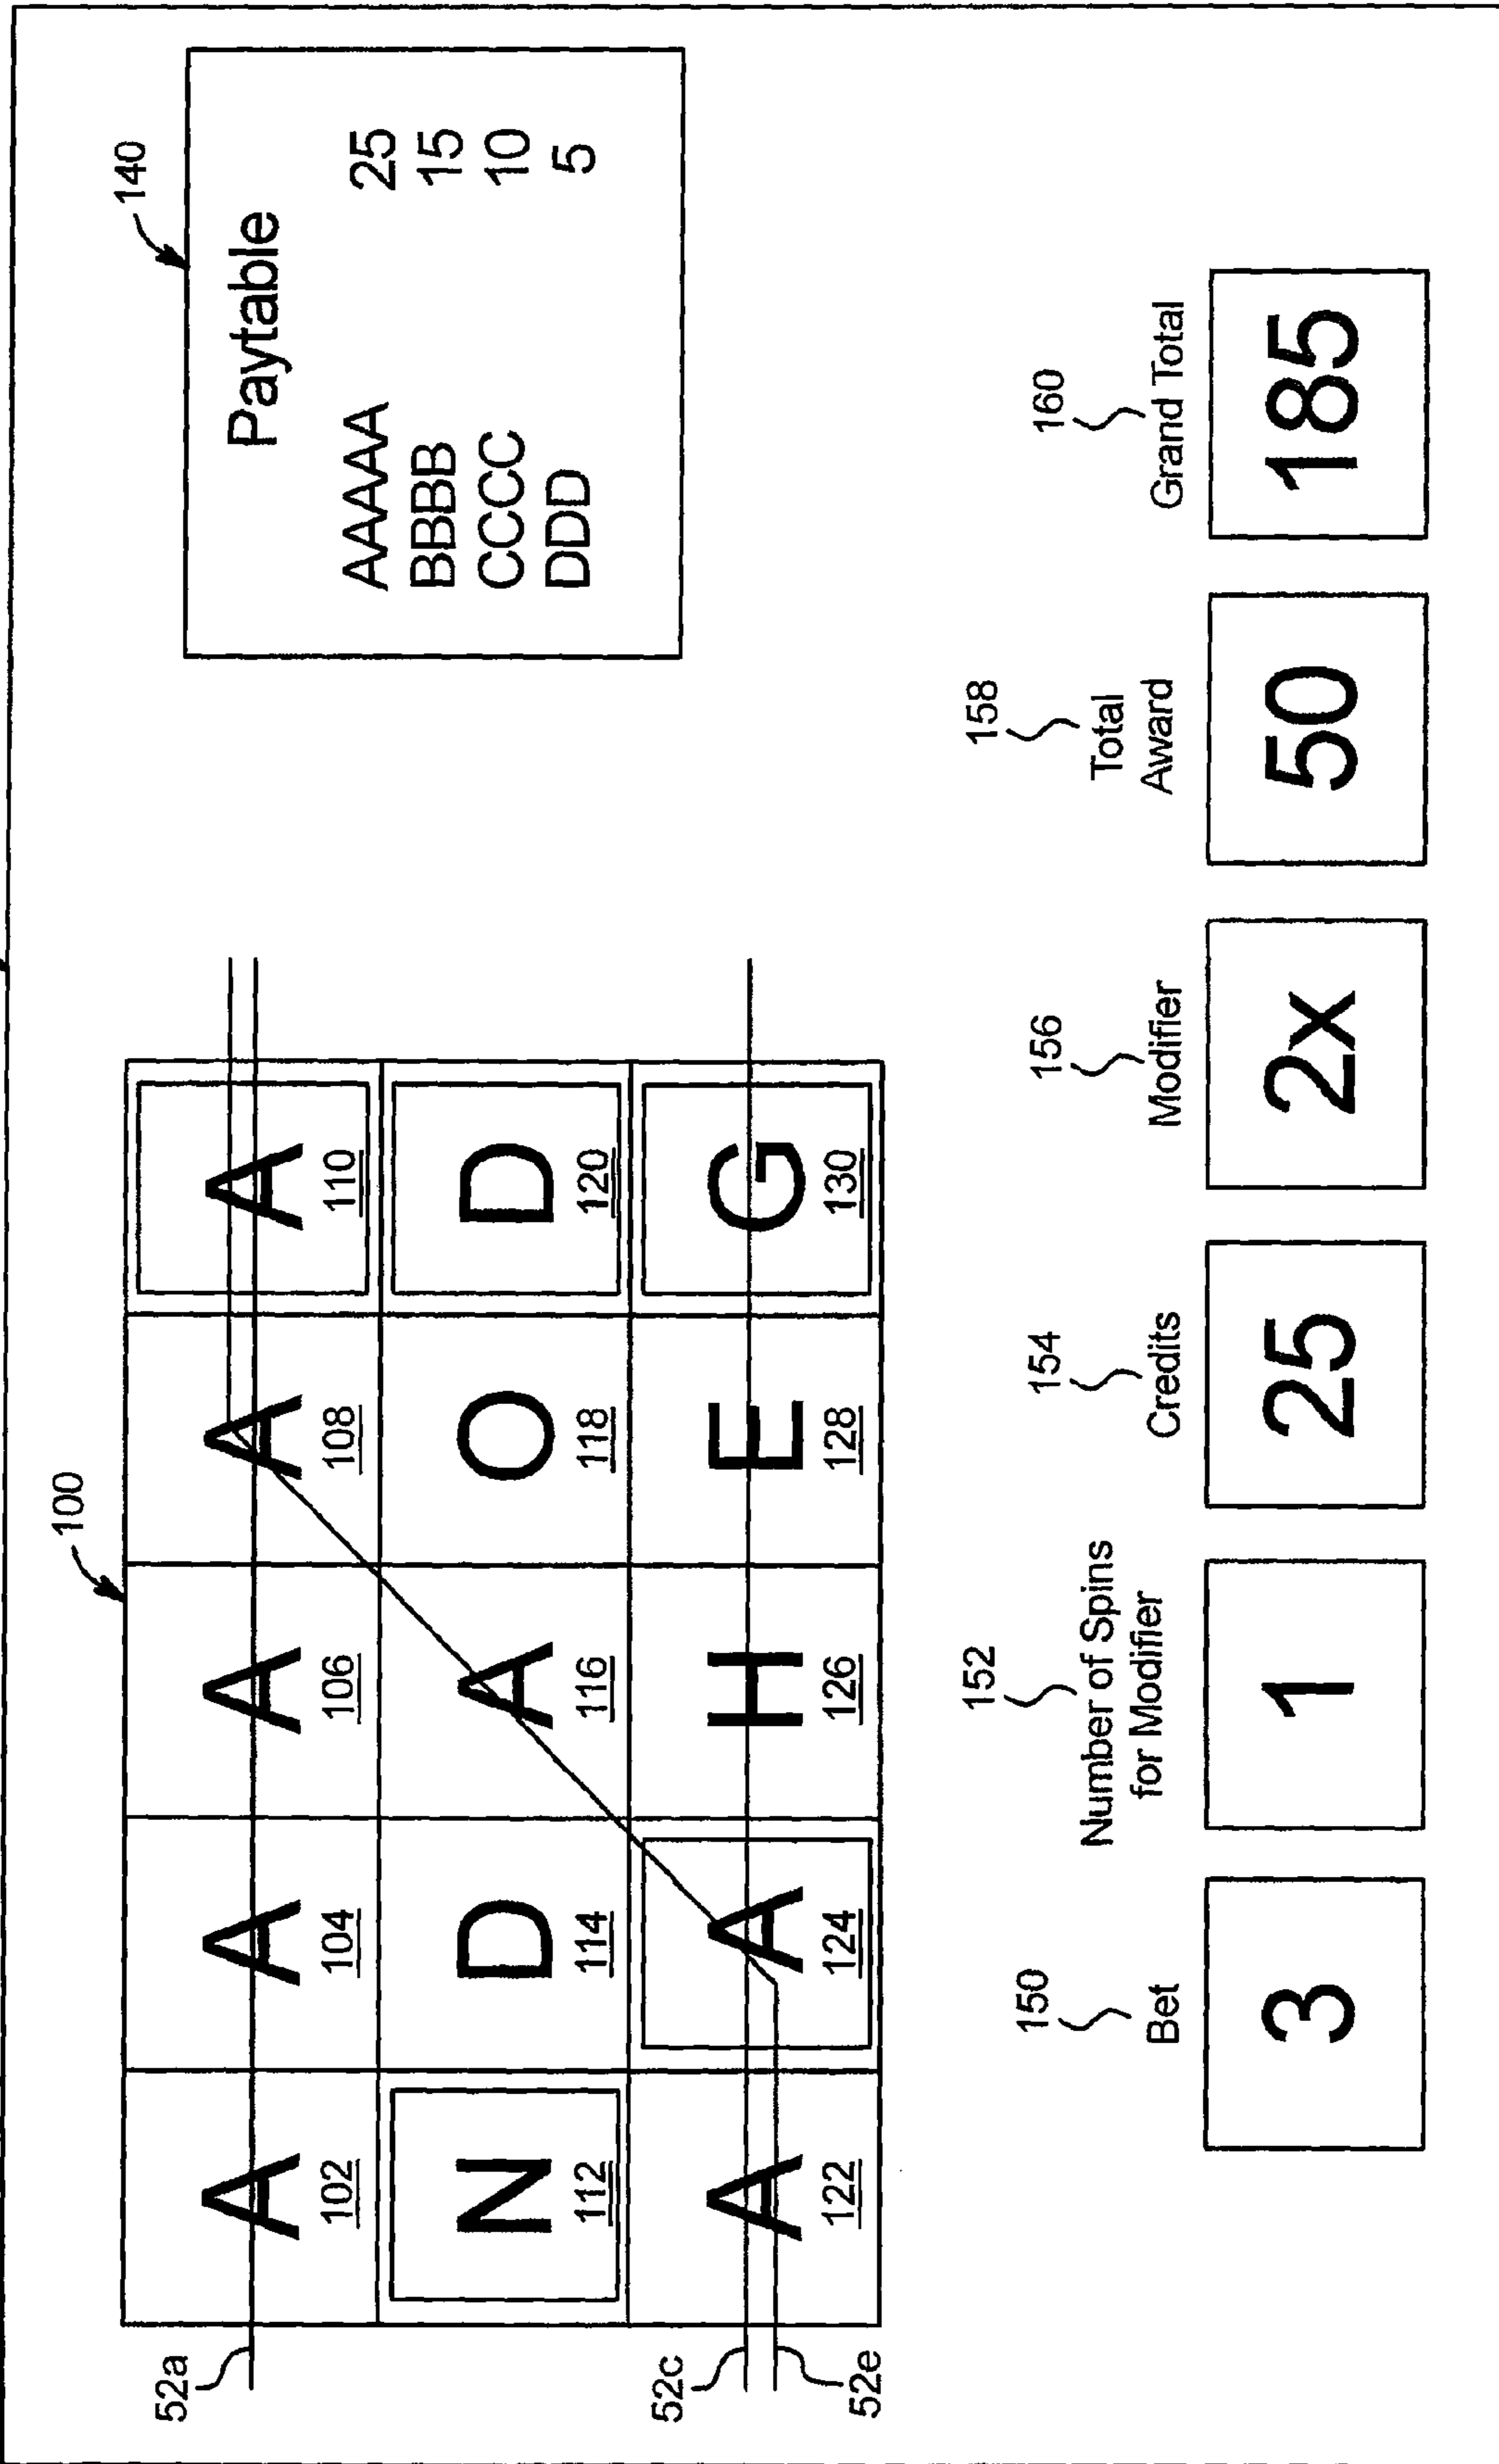 100
140
52a
A A A A A
102 104 106 108 110
N D A O D
112 114 116 118 120
52c
52e
A A H E G
122 124 126 128 130
Paytable
AAAAA 25
BBBB 15
CCCC 10
DDD 5
150 152 154 156 158 160
Bet
Number of Spins
for Modifier
Credits
Modifier
Total
Award
Grand Total
3 1 25 2x 50 185